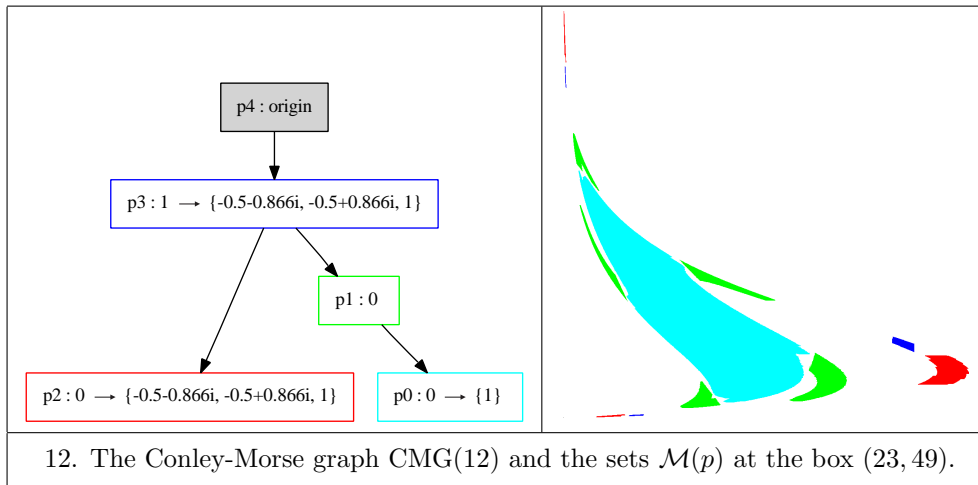 p4 : origin
p3 : 1 → {-0.5-0.866i, -0.5+0.866i, 1}
p1 : 0
p2 : 0 → {-0.5-0.866i, -0.5+0.866i, 1}
p0 : 0 → {1}
12. The Conley-Morse graph CMG(12) and the sets ℳ(p) at the box (23, 49).